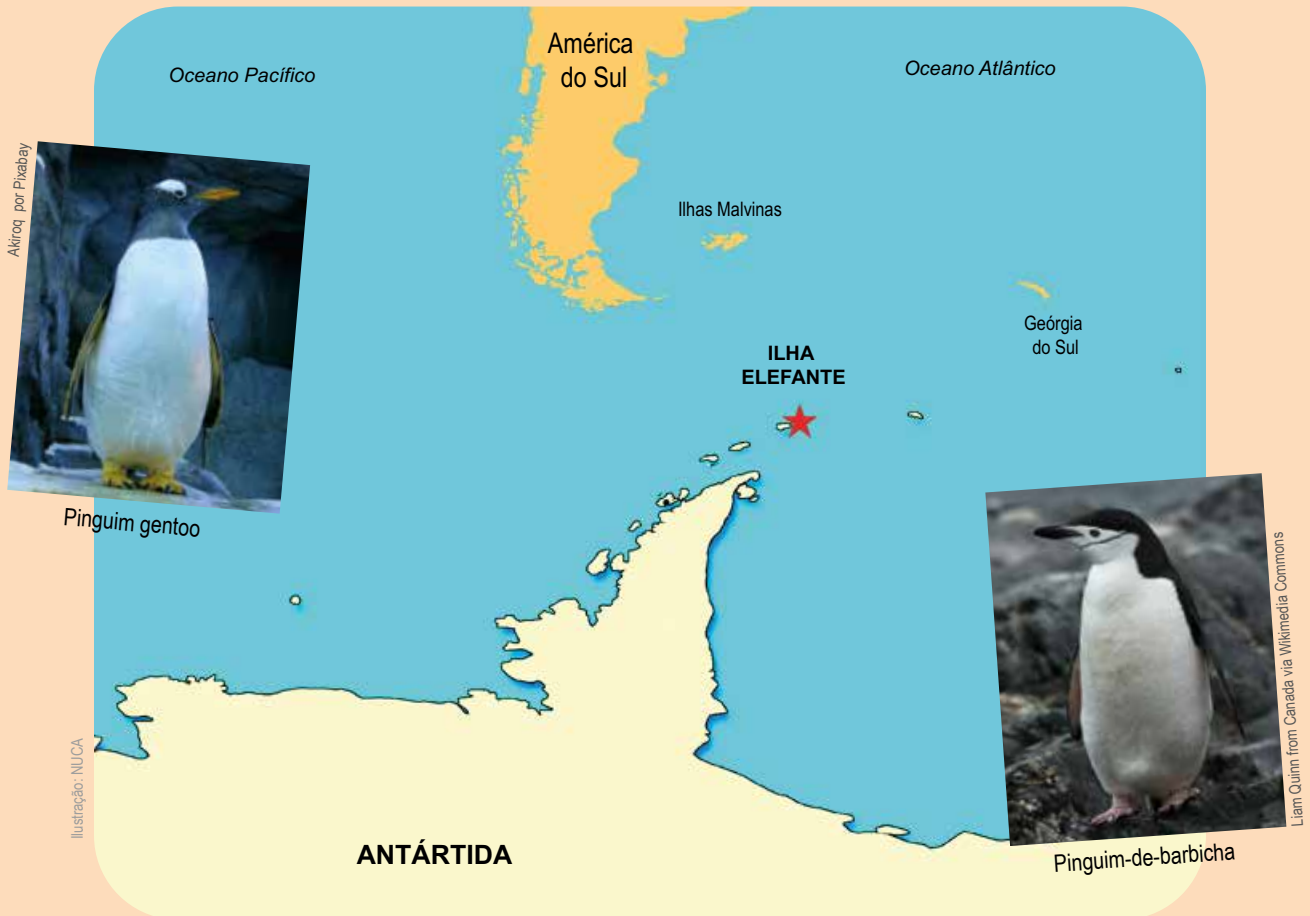 Oceano Pacífico
América
do Sul
Oceano Atlântico
Akiroq por Pixabay
Ilhas Malvinas
Geórgia
do Sul
ILHA
ELEFANTE
Pinguim gentoo
Liam Quinn from Canada via Wikimedia Commons
Ilustração: NUCA
ANTÁRTIDA
Pinguim-de-barbicha